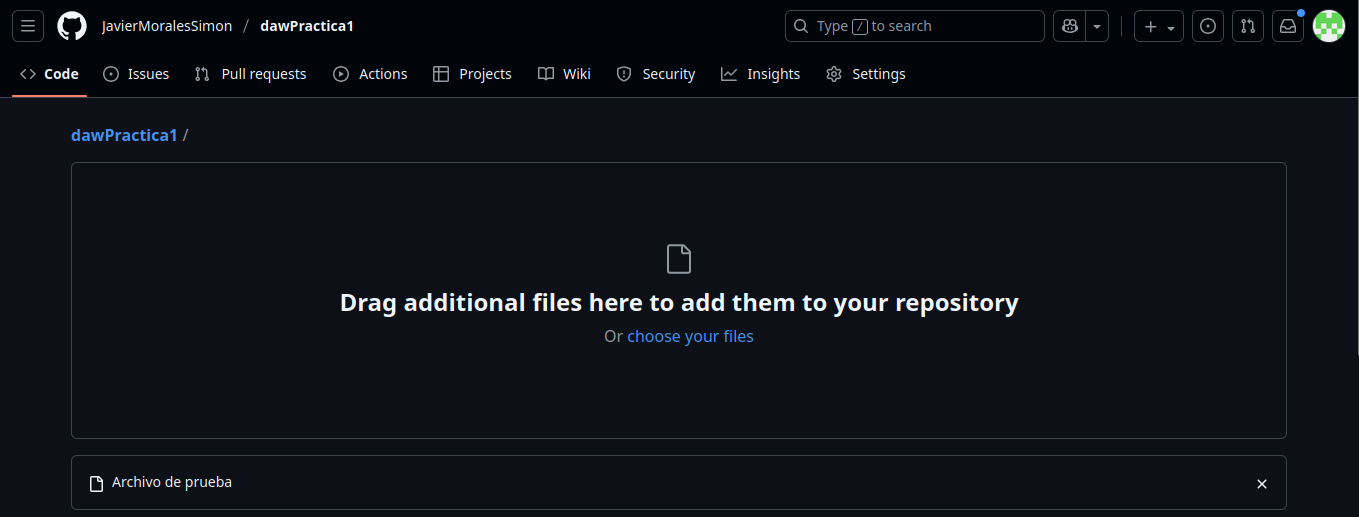 JavierMoralesSimon / dawPractica1
Type / to search
Code Issues Pull requests Actions Projects Wiki Security Insights Settings
dawPractica1 /
Drag additional files here to add them to your repository
Or choose your files
Archivo de prueba